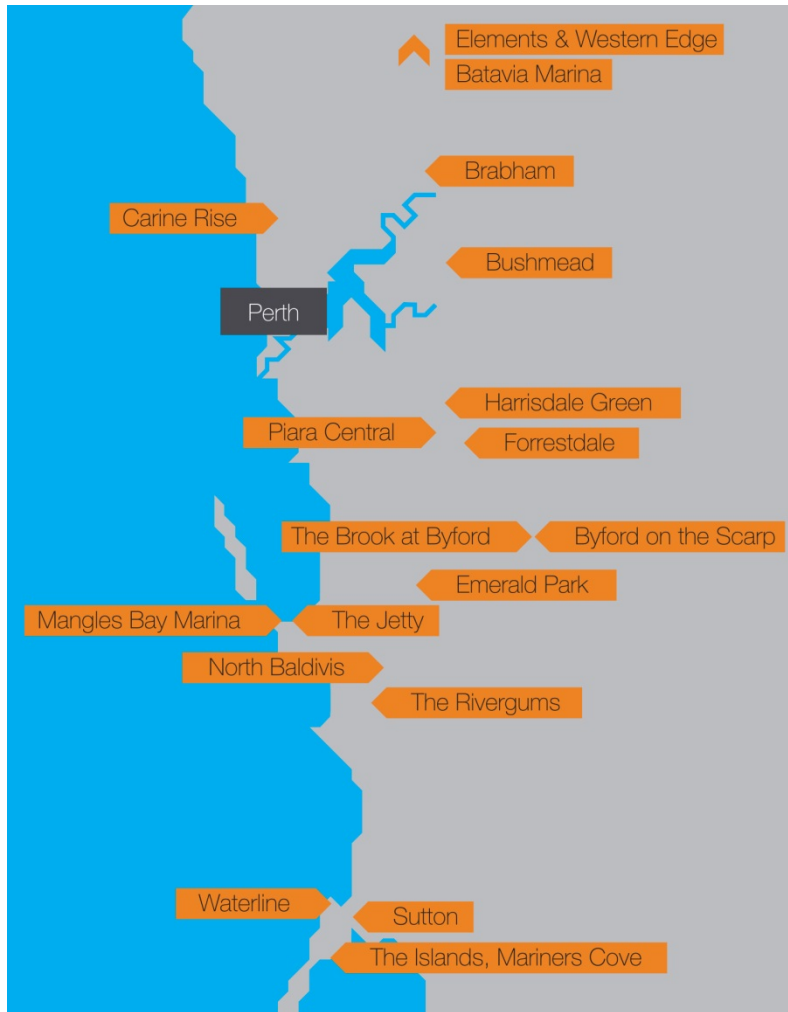 Elements & Western Edge
Batavia Marina
Brabham
Carine Rise
Bushmead
Perth
Harrisdale Green
Piara Central
Forrestdale
The Brook at Byford
Byford on the Scarp
Emerald Park
Mangles Bay Marina
The Jetty
North Baldivis
The Rivergums
Waterline
Sutton
The Islands, Mariners Cove